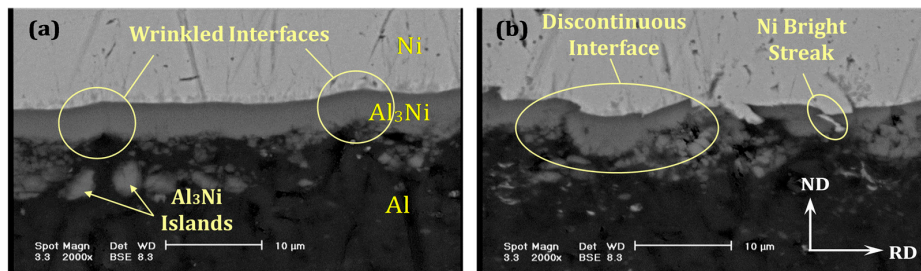 (a)
Wrinkled Interfaces
Ni
Al₃Ni
Al₃Ni
Islands
Al
Spot Magn Det WD
3.3 2000x BSE 8.3 10 μm
(b)
Discontinuous
Interface
Ni Bright
Streak
ND
RD
Spot Magn Det WD
3.3 2000x BSE 8.3 10 μm